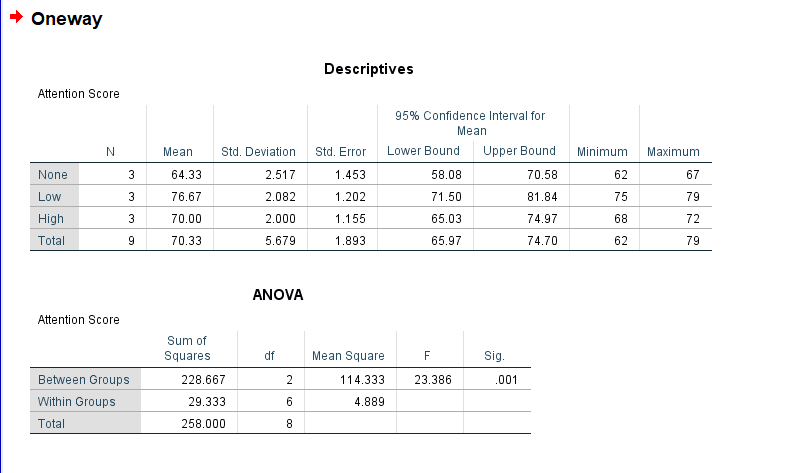 Oneway
Descriptives
Attention Score
95% Confidence Interval for
Mean
N Mean Std. Deviation Std. Error Lower Bound Upper Bound Minimum Maximum
None 3 64.33 2.517 1.453 58.08 70.58 62 67
Low 3 76.67 2.082 1.202 71.50 81.84 75 79
High 3 70.00 2.000 1.155 65.03 74.97 68 72
Total 9 70.33 5.679 1.893 65.97 74.70 62 79
ANOVA
Attention Score
Sum of
Squares df Mean Square F Sig.
Between Groups 228.667 2 114.333 23.386 .001
Within Groups 29.333 6 4.889
Total 258.000 8